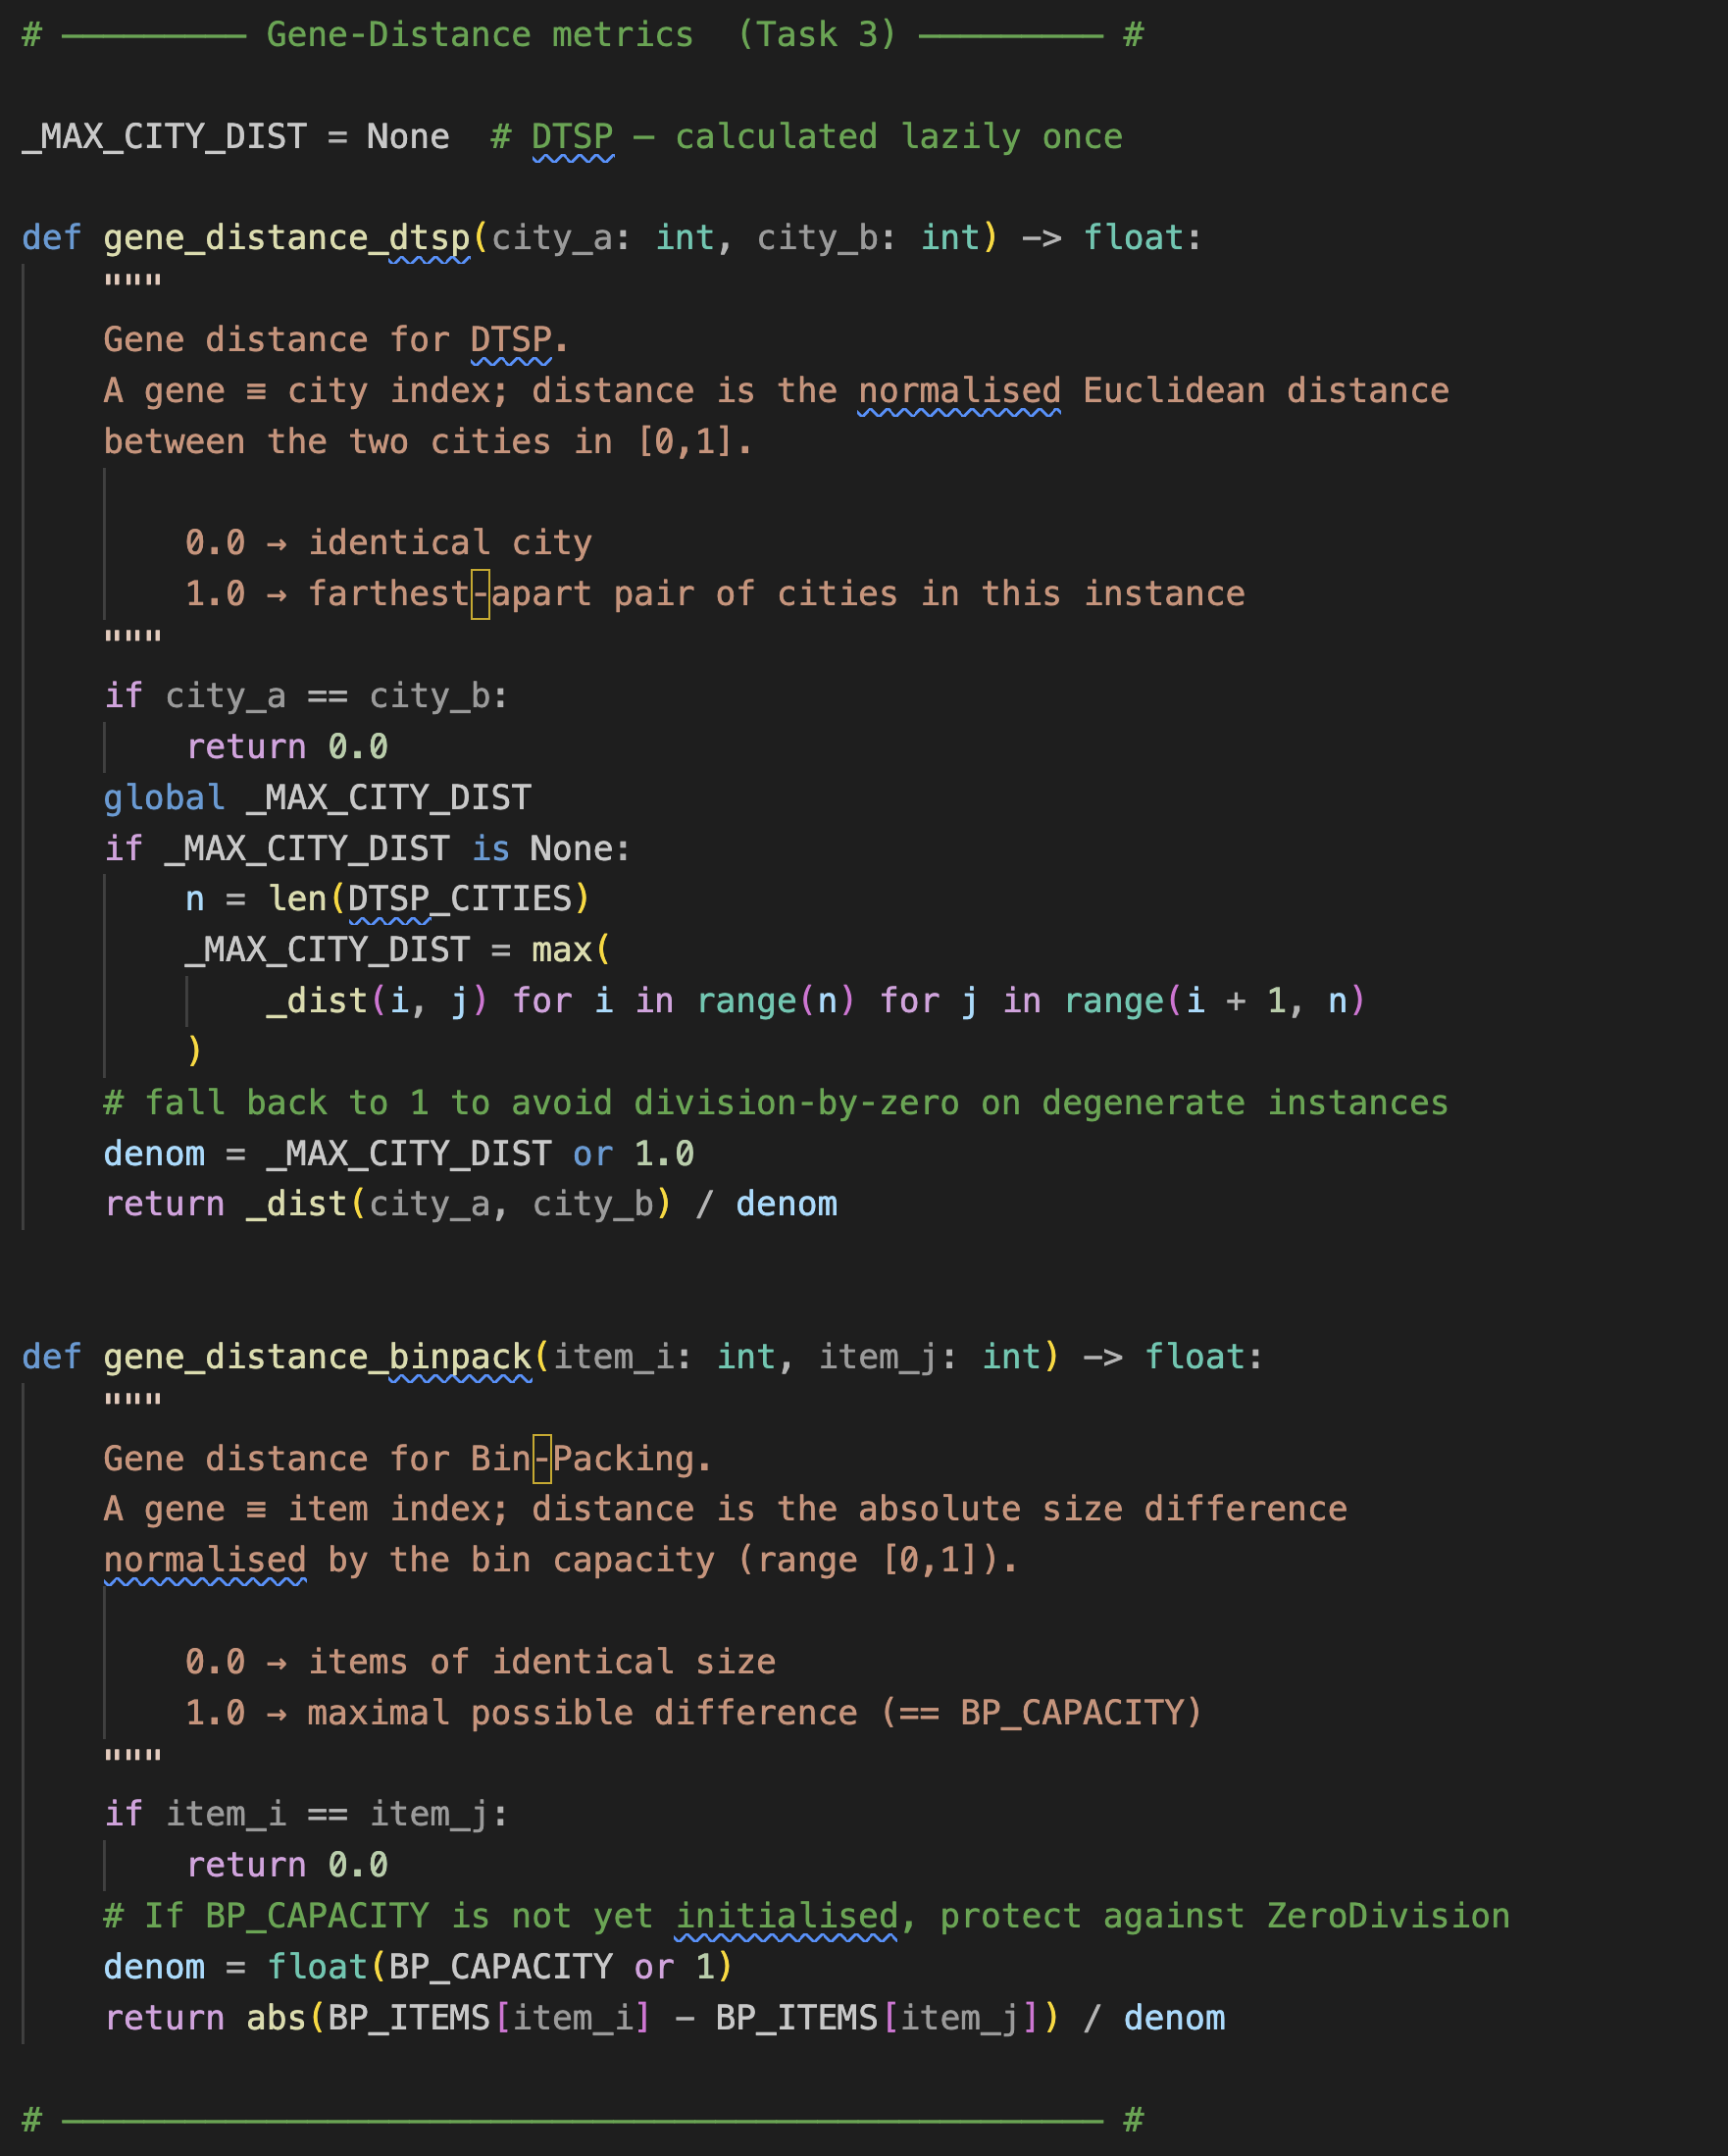 # ───────── Gene-Distance metrics  (Task 3) ───────── #
_MAX_CITY_DIST = None  # DTSP – calculated lazily once
def gene_distance_dtsp(city_a: int, city_b: int) -> float:
    """
    Gene distance for DTSP.
    A gene ≡ city index; distance is the normalised Euclidean distance
    between the two cities in [0,1].
        0.0 → identical city
        1.0 → farthest-apart pair of cities in this instance
    """
    if city_a == city_b:
        return 0.0
    global _MAX_CITY_DIST
    if _MAX_CITY_DIST is None:
        n = len(DTSP_CITIES)
        _MAX_CITY_DIST = max(
            _dist(i, j) for i in range(n) for j in range(i + 1, n)
        )
    # fall back to 1 to avoid division-by-zero on degenerate instances
    denom = _MAX_CITY_DIST or 1.0
    return _dist(city_a, city_b) / denom
def gene_distance_binpack(item_i: int, item_j: int) -> float:
    """
    Gene distance for Bin-Packing.
    A gene ≡ item index; distance is the absolute size difference
    normalised by the bin capacity (range [0,1]).
        0.0 → items of identical size
        1.0 → maximal possible difference (== BP_CAPACITY)
    """
    if item_i == item_j:
        return 0.0
    # If BP_CAPACITY is not yet initialised, protect against ZeroDivision
    denom = float(BP_CAPACITY or 1)
    return abs(BP_ITEMS[item_i] - BP_ITEMS[item_j]) / denom
# ─────────────────────────────────────────────────── #